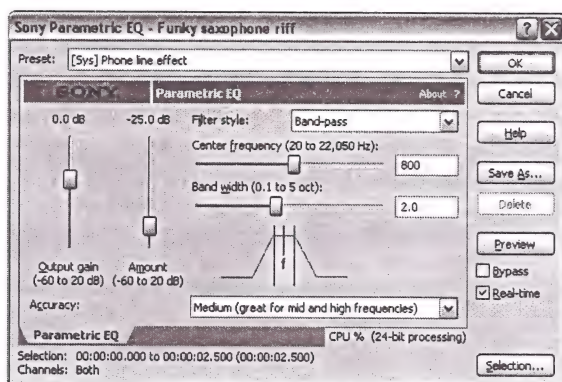 Sony Parametric EQ - Funky saxophone riff
Preset: [Sys] Phone line effect
OK
SONY Parametric EQ About ?
Cancel
0.0 dB -25.0 dB Filter style: Band-pass
Help
Center frequency (20 to 22,050 Hz):
800
Save As...
Band width (0.1 to 5 oct):
2.0
Delete
f
Preview
Output gain (-60 to 20 dB)
Amount (-60 to 20 dB)
Bypass
Real-time
Accuracy: Medium (great for mid and high frequencies)
Parametric EQ
CPU % (24-bit processing)
Selection: 00:00:00.000 to 00:00:02.500 (00:00:02.500)
Channels: Both
Selection...